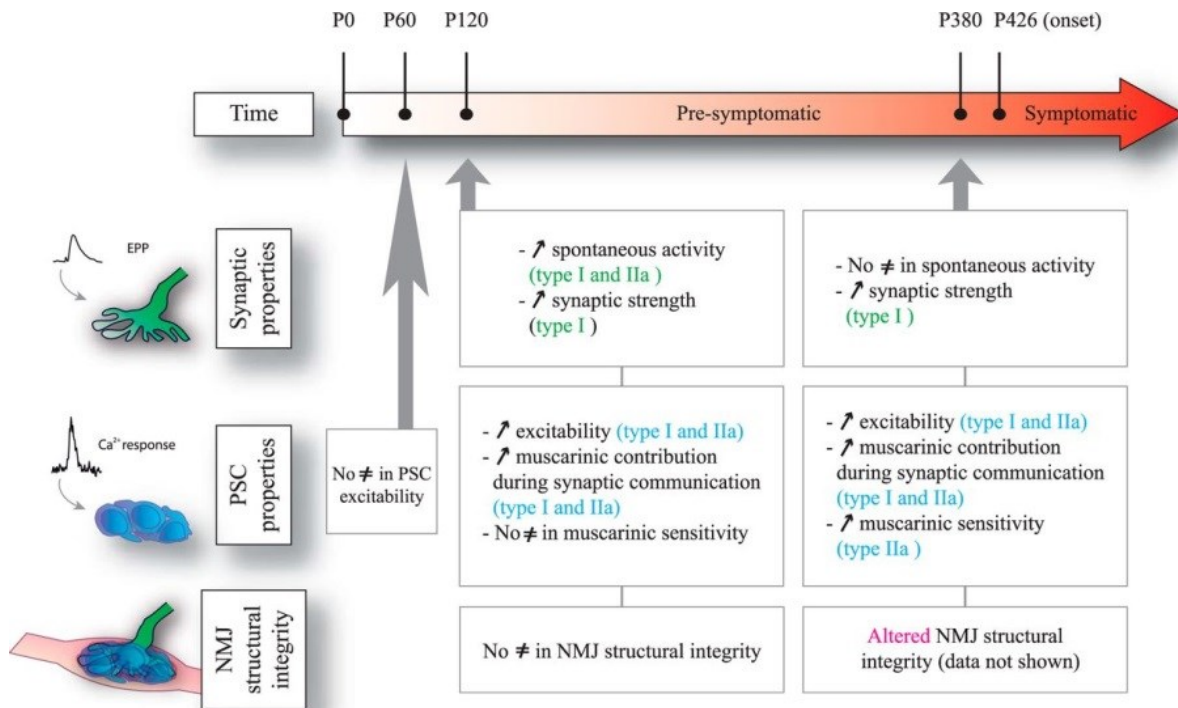 P0
P60
P120
P380
P426 (onset)
Time
Pre-symptomatic
Symptomatic
EPP
Synaptic
properties
- ↗ spontaneous activity
(type I and IIa )
- ↗ synaptic strength
(type I )
- No ≠ in spontaneous activity
- ↗ synaptic strength
(type I )
Ca²⁺ response
PSC
properties
No ≠ in PSC
excitability
- ↗ excitability (type I and IIa)
- ↗ muscarinic contribution
during synaptic communication
(type I and IIa)
- No ≠ in muscarinic sensitivity
- ↗ excitability (type I and IIa)
- ↗ muscarinic contribution
during synaptic communication
(type I and IIa)
- ↗ muscarinic sensitivity
(type IIa )
NMJ
structural
integrity
No ≠ in NMJ structural integrity
Altered NMJ structural
integrity (data not shown)